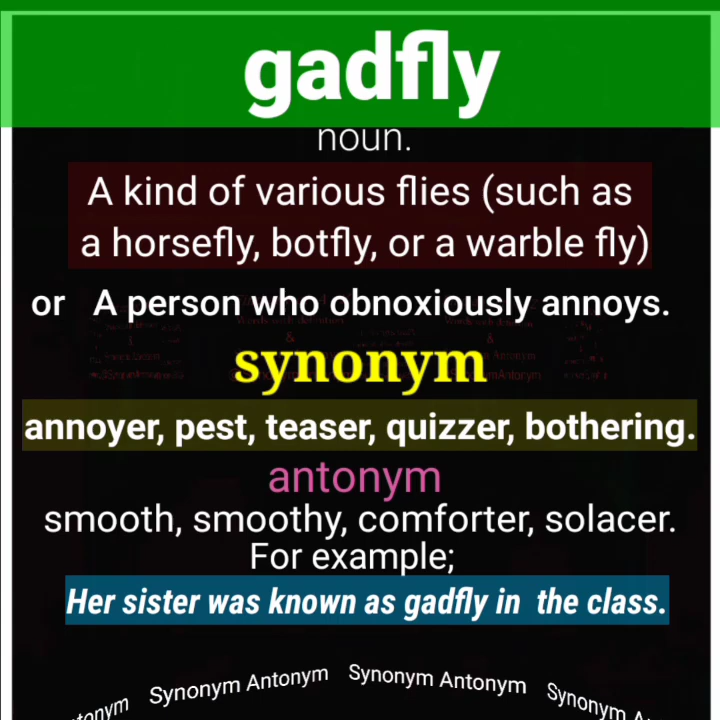 gadfly
noun.
A kind of various flies (such as
a horsefly, botfly, or a warble fly)
or A person who obnoxiously annoys.
synonym
annoyer, pest, teaser, quizzer, bothering.
antonym
smooth, smoothy, comforter, solacer.
For example;
Her sister was known as gadfly in the class.
Synonym Antonym Synonym Antonym